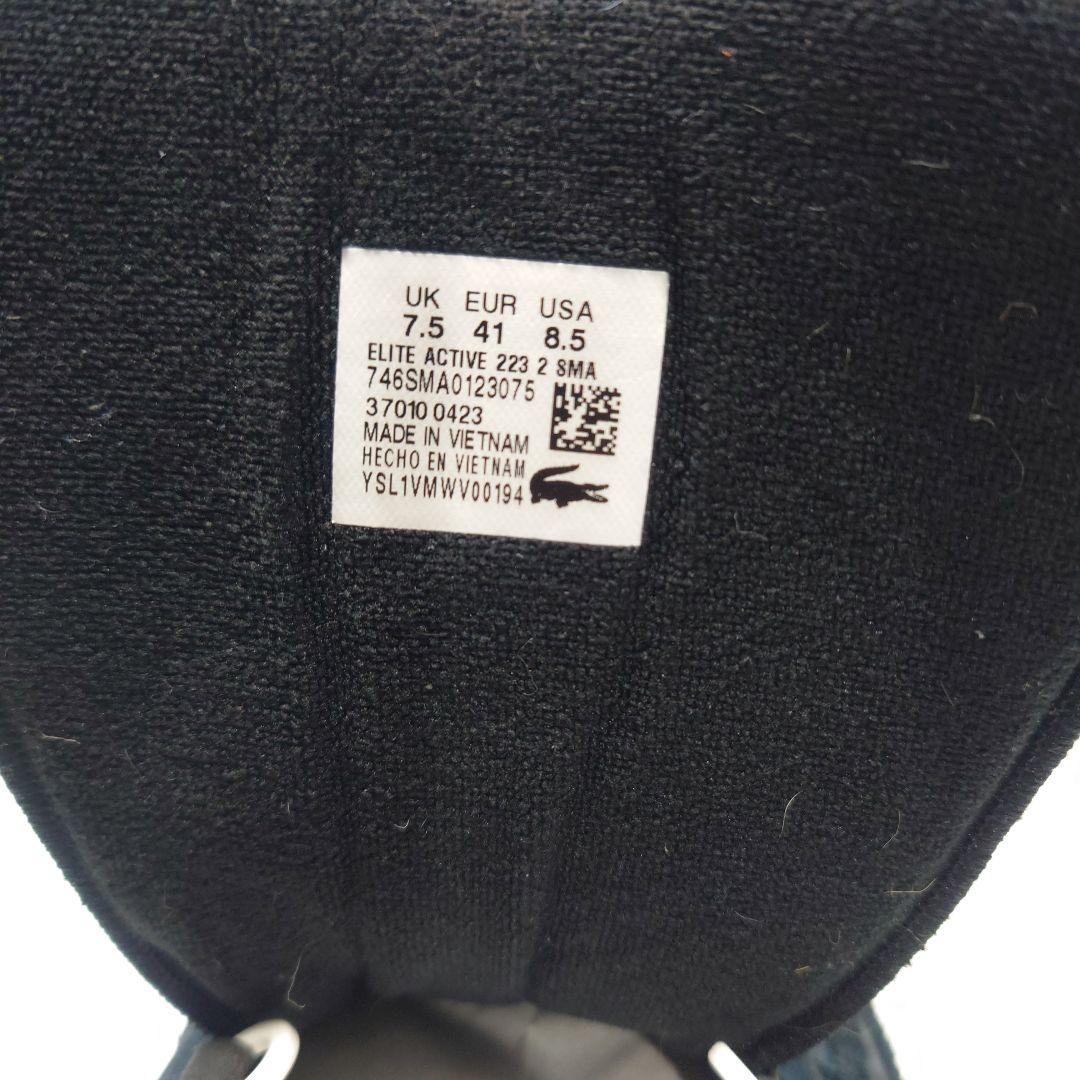 UK EUR USA
7.5 41 8.5
ELITE ACTIVE 223 2 SMA
746SMA0123075
37010 0423
MADE IN VIETNAM
HECHO EN VIETNAM
YSL1VMWV00194